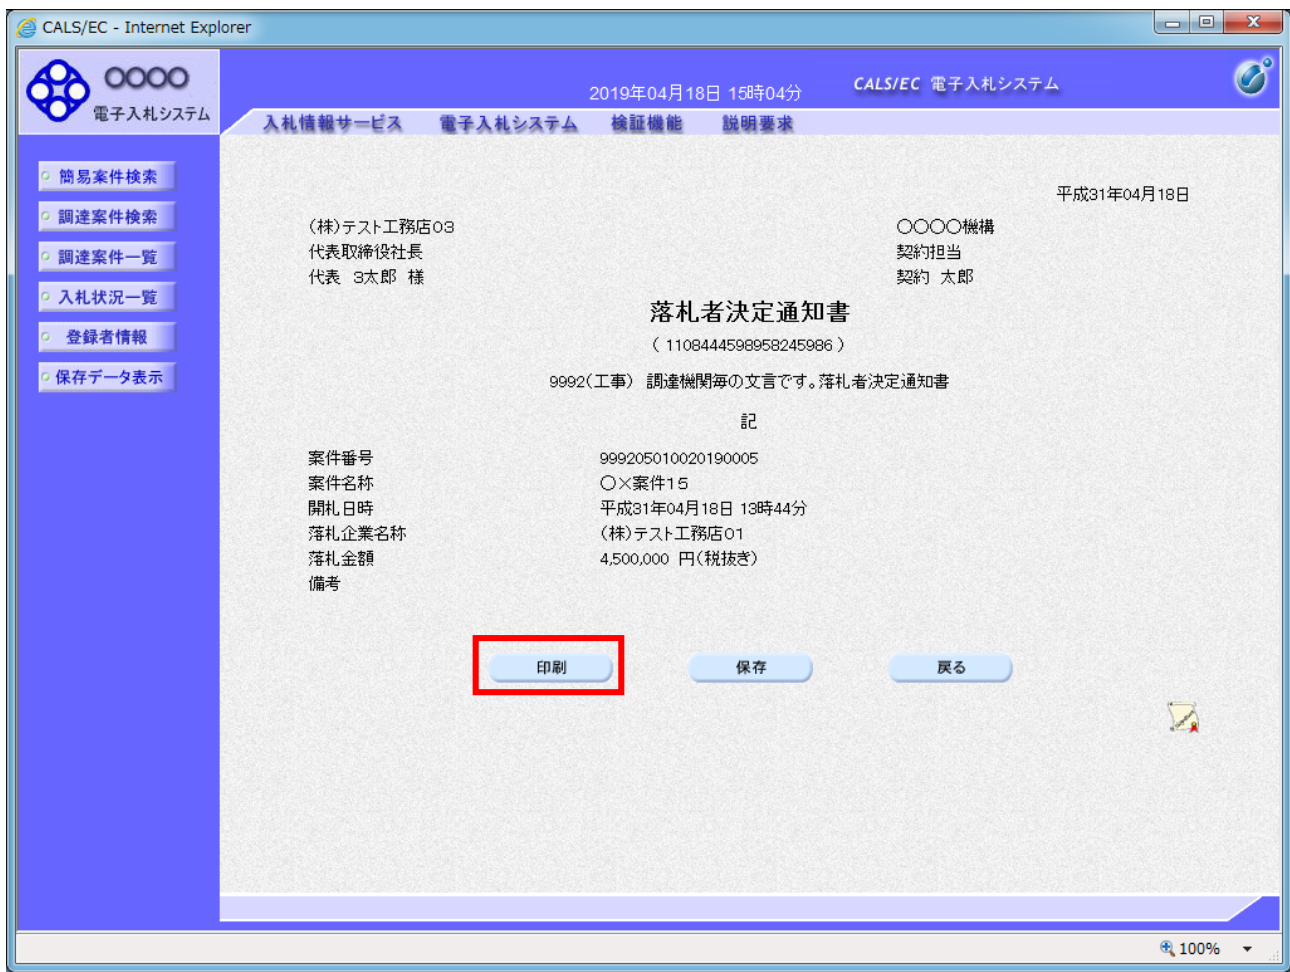 CALS/EC - Internet Explorer
〇〇〇〇
電子入札システム
2019年04月18日 15時04分
CALS/EC 電子入札システム
入札情報サービス 電子入札システム 検証機能 説明要求
簡易案件検索
調達案件検索
調達案件一覧
入札状況一覧
登録者情報
保存データ表示
平成31年04月18日
(株)テスト工務店03
代表取締役社長
代表 3太郎 様
〇〇〇〇機構
契約担当
契約 太郎
落札者決定通知書
( 1108444598958245986 )
9992(工事) 調達機関毎の文言です。落札者決定通知書
記
案件番号 999205010020190005
案件名称 〇×案件15
開札日時 平成31年04月18日 13時44分
落札企業名称 (株)テスト工務店01
落札金額 4,500,000 円(税抜き)
備考
印刷 保存 戻る
100%